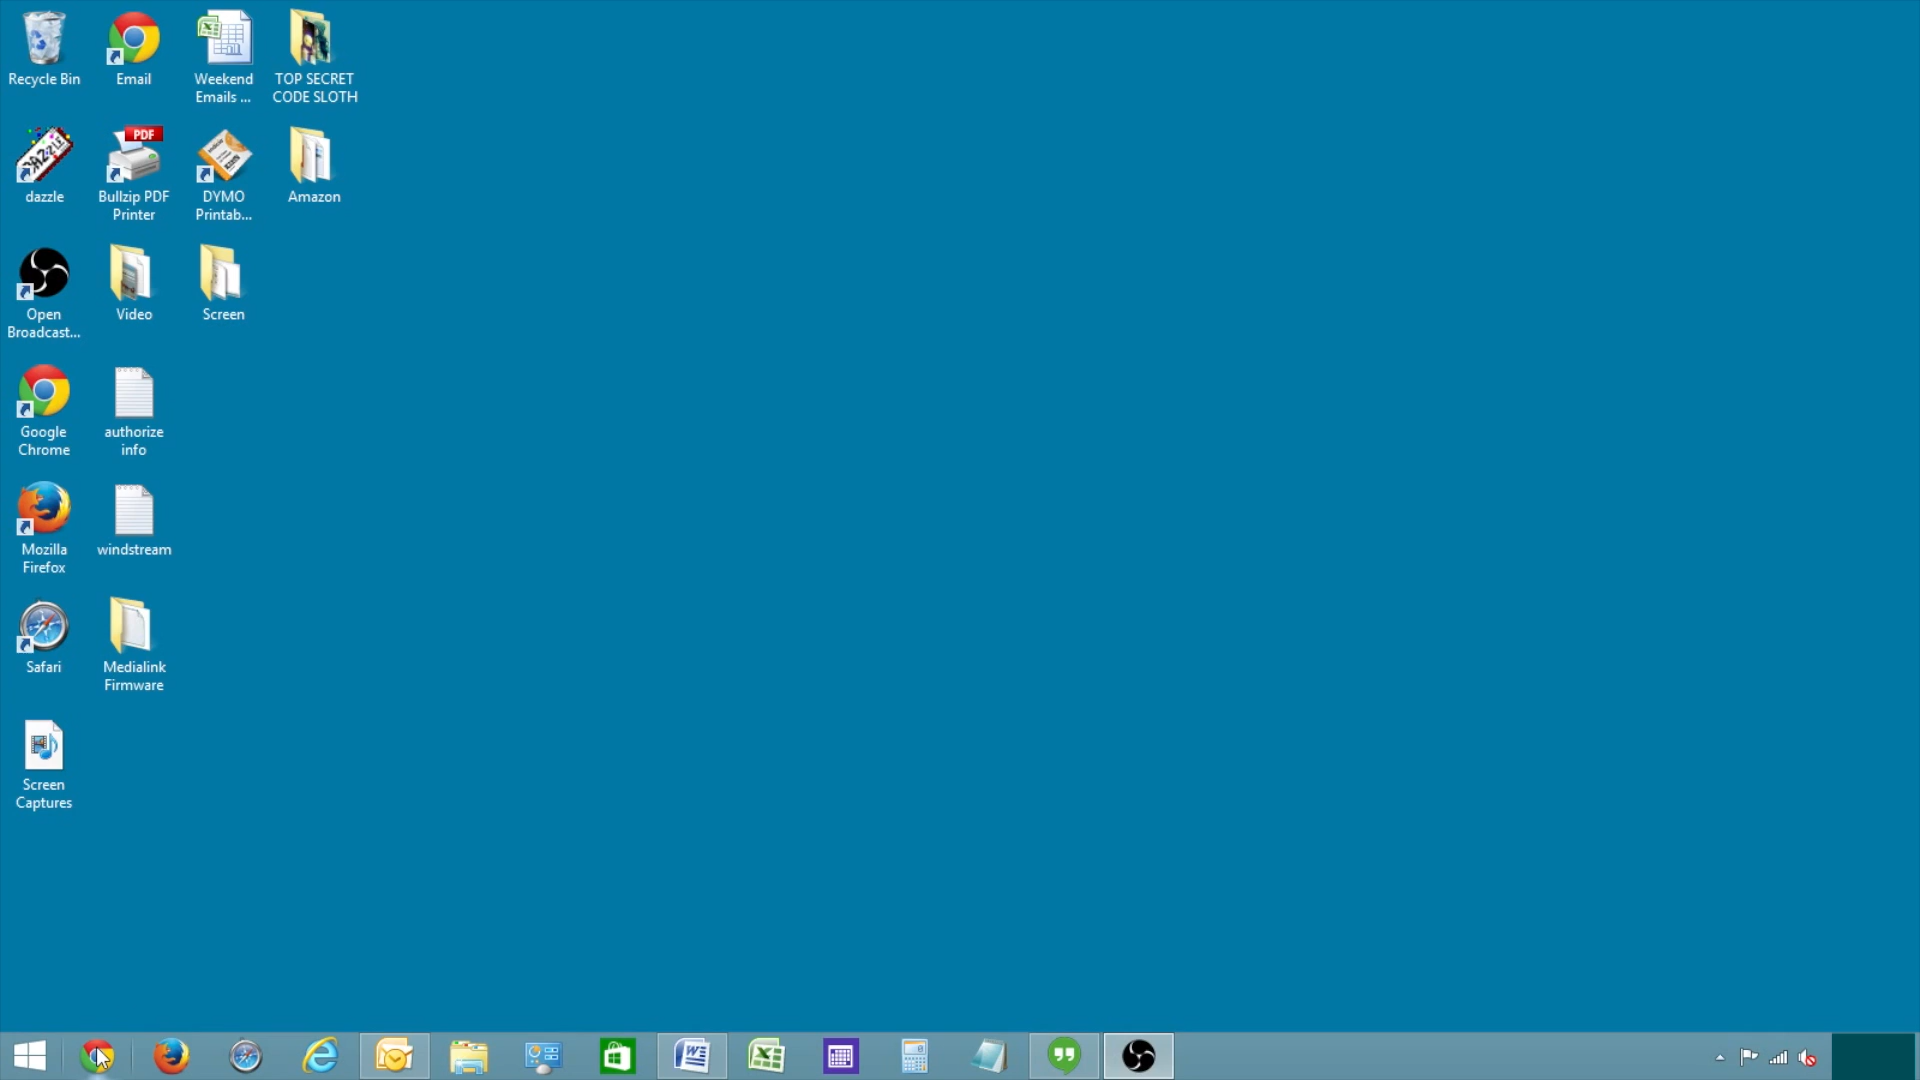 Recycle Bin
Email
Weekend
Emails ...
TOP SECRET
CODE SLOTH
dazzle
PDF
Bullzip PDF
Printer
DYMO
Printab...
Amazon
Open
Broadcast...
Video
Screen
Google
Chrome
authorize
info
Mozilla
Firefox
windstream
Safari
Medialink
Firmware
Screen
Captures